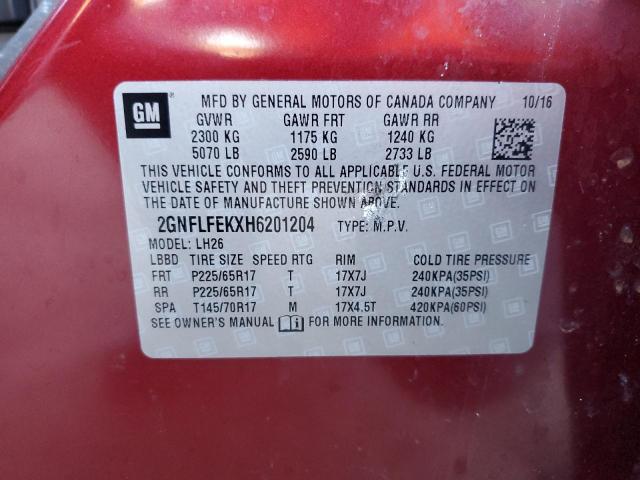 GM ® MFD BY GENERAL MOTORS OF CANADA COMPANY 10/16
GVWR GAWR FRT GAWR RR
2300 KG 1175 KG 1240 KG
5070 LB 2590 LB 2733 LB
THIS VEHICLE CONFORMS TO ALL APPLICABLE U.S. FEDERAL MOTOR
VEHICLE SAFETY AND THEFT PREVENTION STANDARDS IN EFFECT ON
THE DATE OF MANUFACTURE SHOWN ABOVE.
2GNFLFEKXH6201204 TYPE: M.P.V.
MODEL: LH26
LBBD TIRE SIZE SPEED RTG RIM COLD TIRE PRESSURE
FRT P225/65R17 T 17X7J 240KPA(35PSI)
RR P225/65R17 T 17X7J 240KPA(35PSI)
SPA T145/70R17 M 17X4.5T 420KPA(60PSI)
SEE OWNER'S MANUAL FOR MORE INFORMATION.